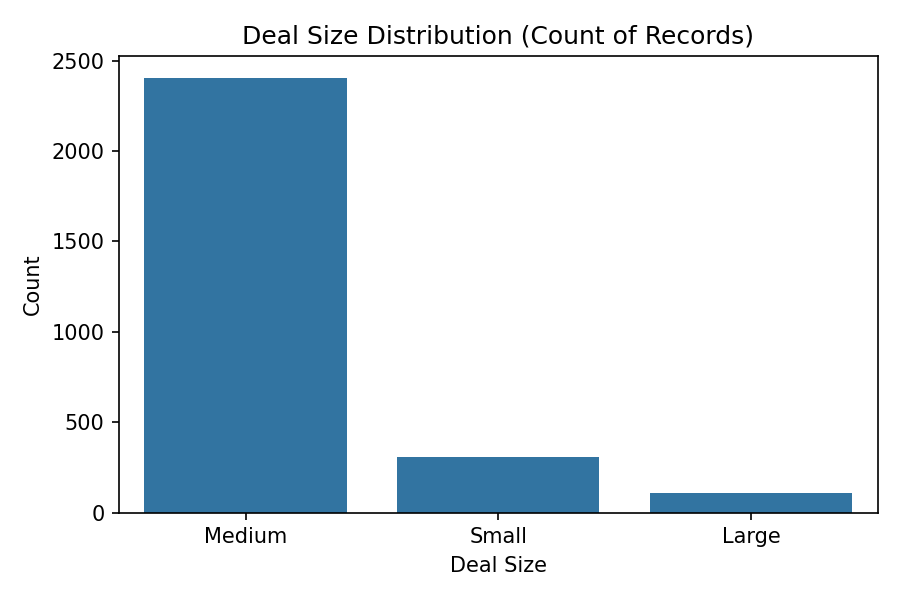 Deal Size Distribution (Count of Records)
2500
2000
1500
1000
500
0
Count
Medium Small Large
Deal Size